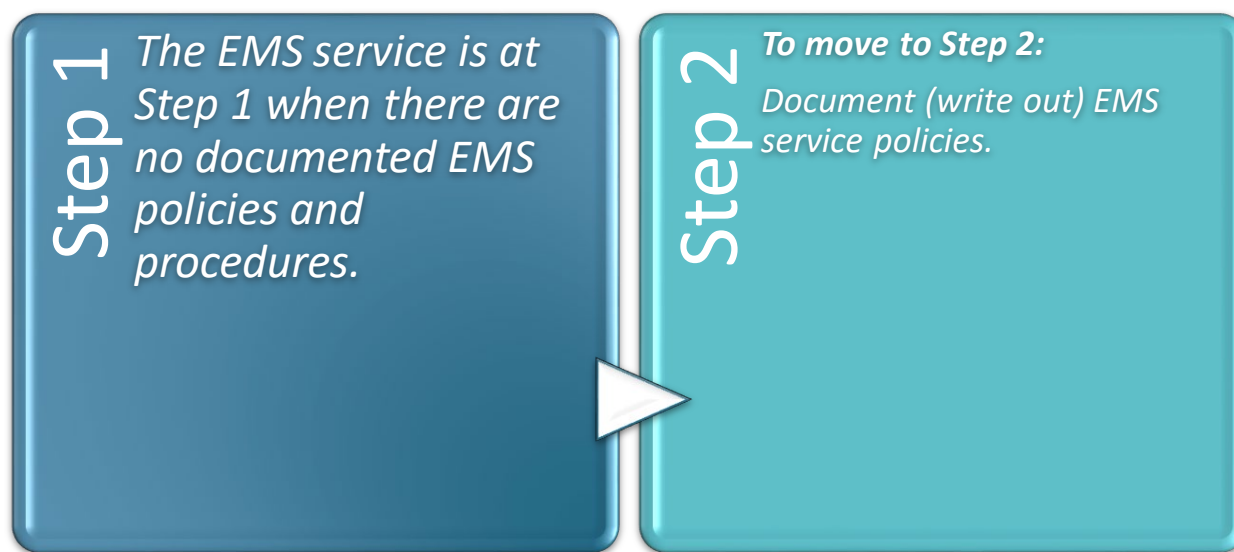 Step 1
The EMS service is at
Step 1 when there are
no documented EMS
policies and
procedures.
Step 2
To move to Step 2:
Document (write out) EMS
service policies.